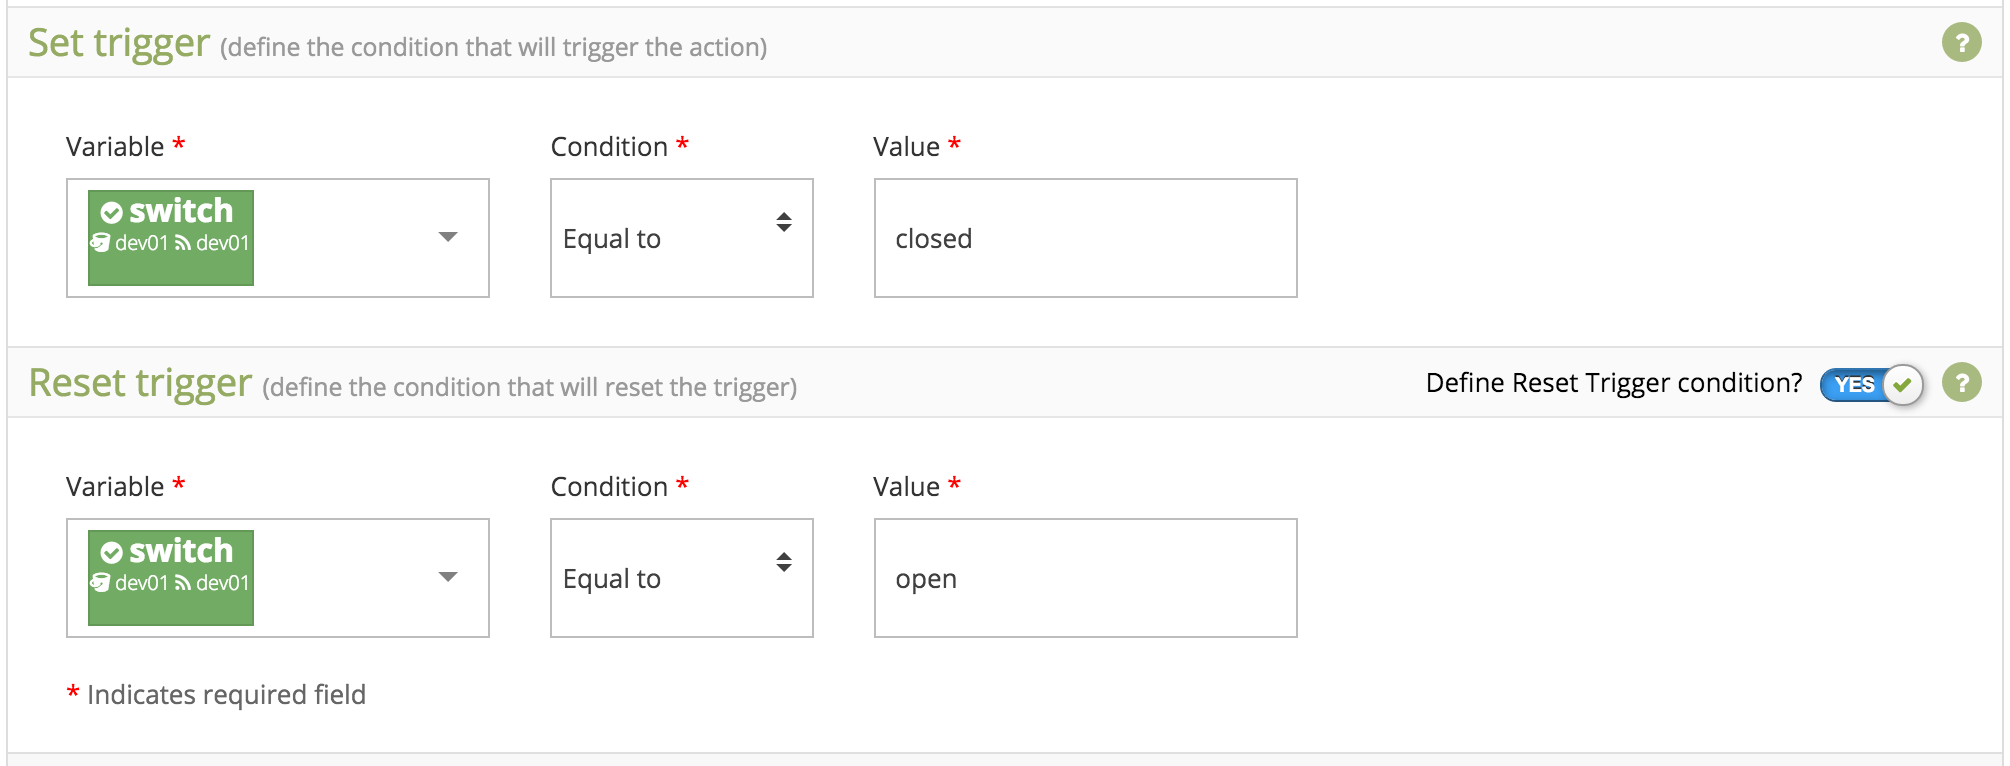 Set trigger (define the condition that will trigger the action) ?
Variable * Condition * Value *
switch
dev01 dev01
Equal to
closed
Reset trigger (define the condition that will reset the trigger) Define Reset Trigger condition? YES ?
Variable * Condition * Value *
switch
dev01 dev01
Equal to
open
* Indicates required field